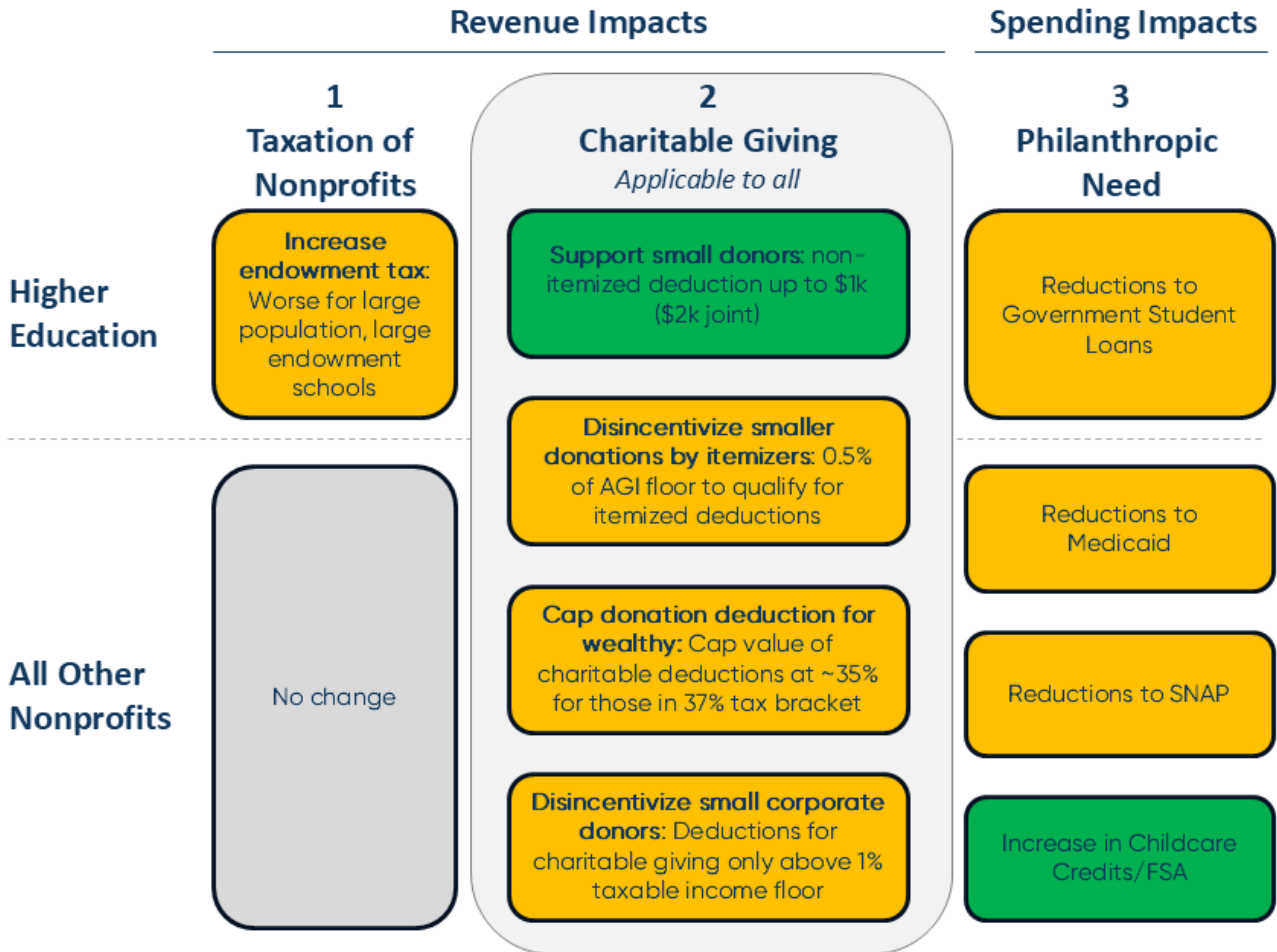 Revenue Impacts
Spending Impacts
1
Taxation of
Nonprofits
2
Charitable Giving
Applicable to all
3
Philanthropic
Need
Higher
Education
Increase
endowment tax:
Worse for large
population, large
endowment
schools
Support small donors: non-
itemized deduction up to $1k
($2k joint)
Reductions to
Government Student
Loans
Disincentivize smaller
donations by itemizers: 0.5%
of AGI floor to qualify for
itemized deductions
All Other
Nonprofits
No change
Cap donation deduction for
wealthy: Cap value of
charitable deductions at ~35%
for those in 37% tax bracket
Disincentivize small corporate
donors: Deductions for
charitable giving only above 1%
taxable income floor
Reductions to
Medicaid
Reductions to SNAP
Increase in Childcare
Credits/FSA